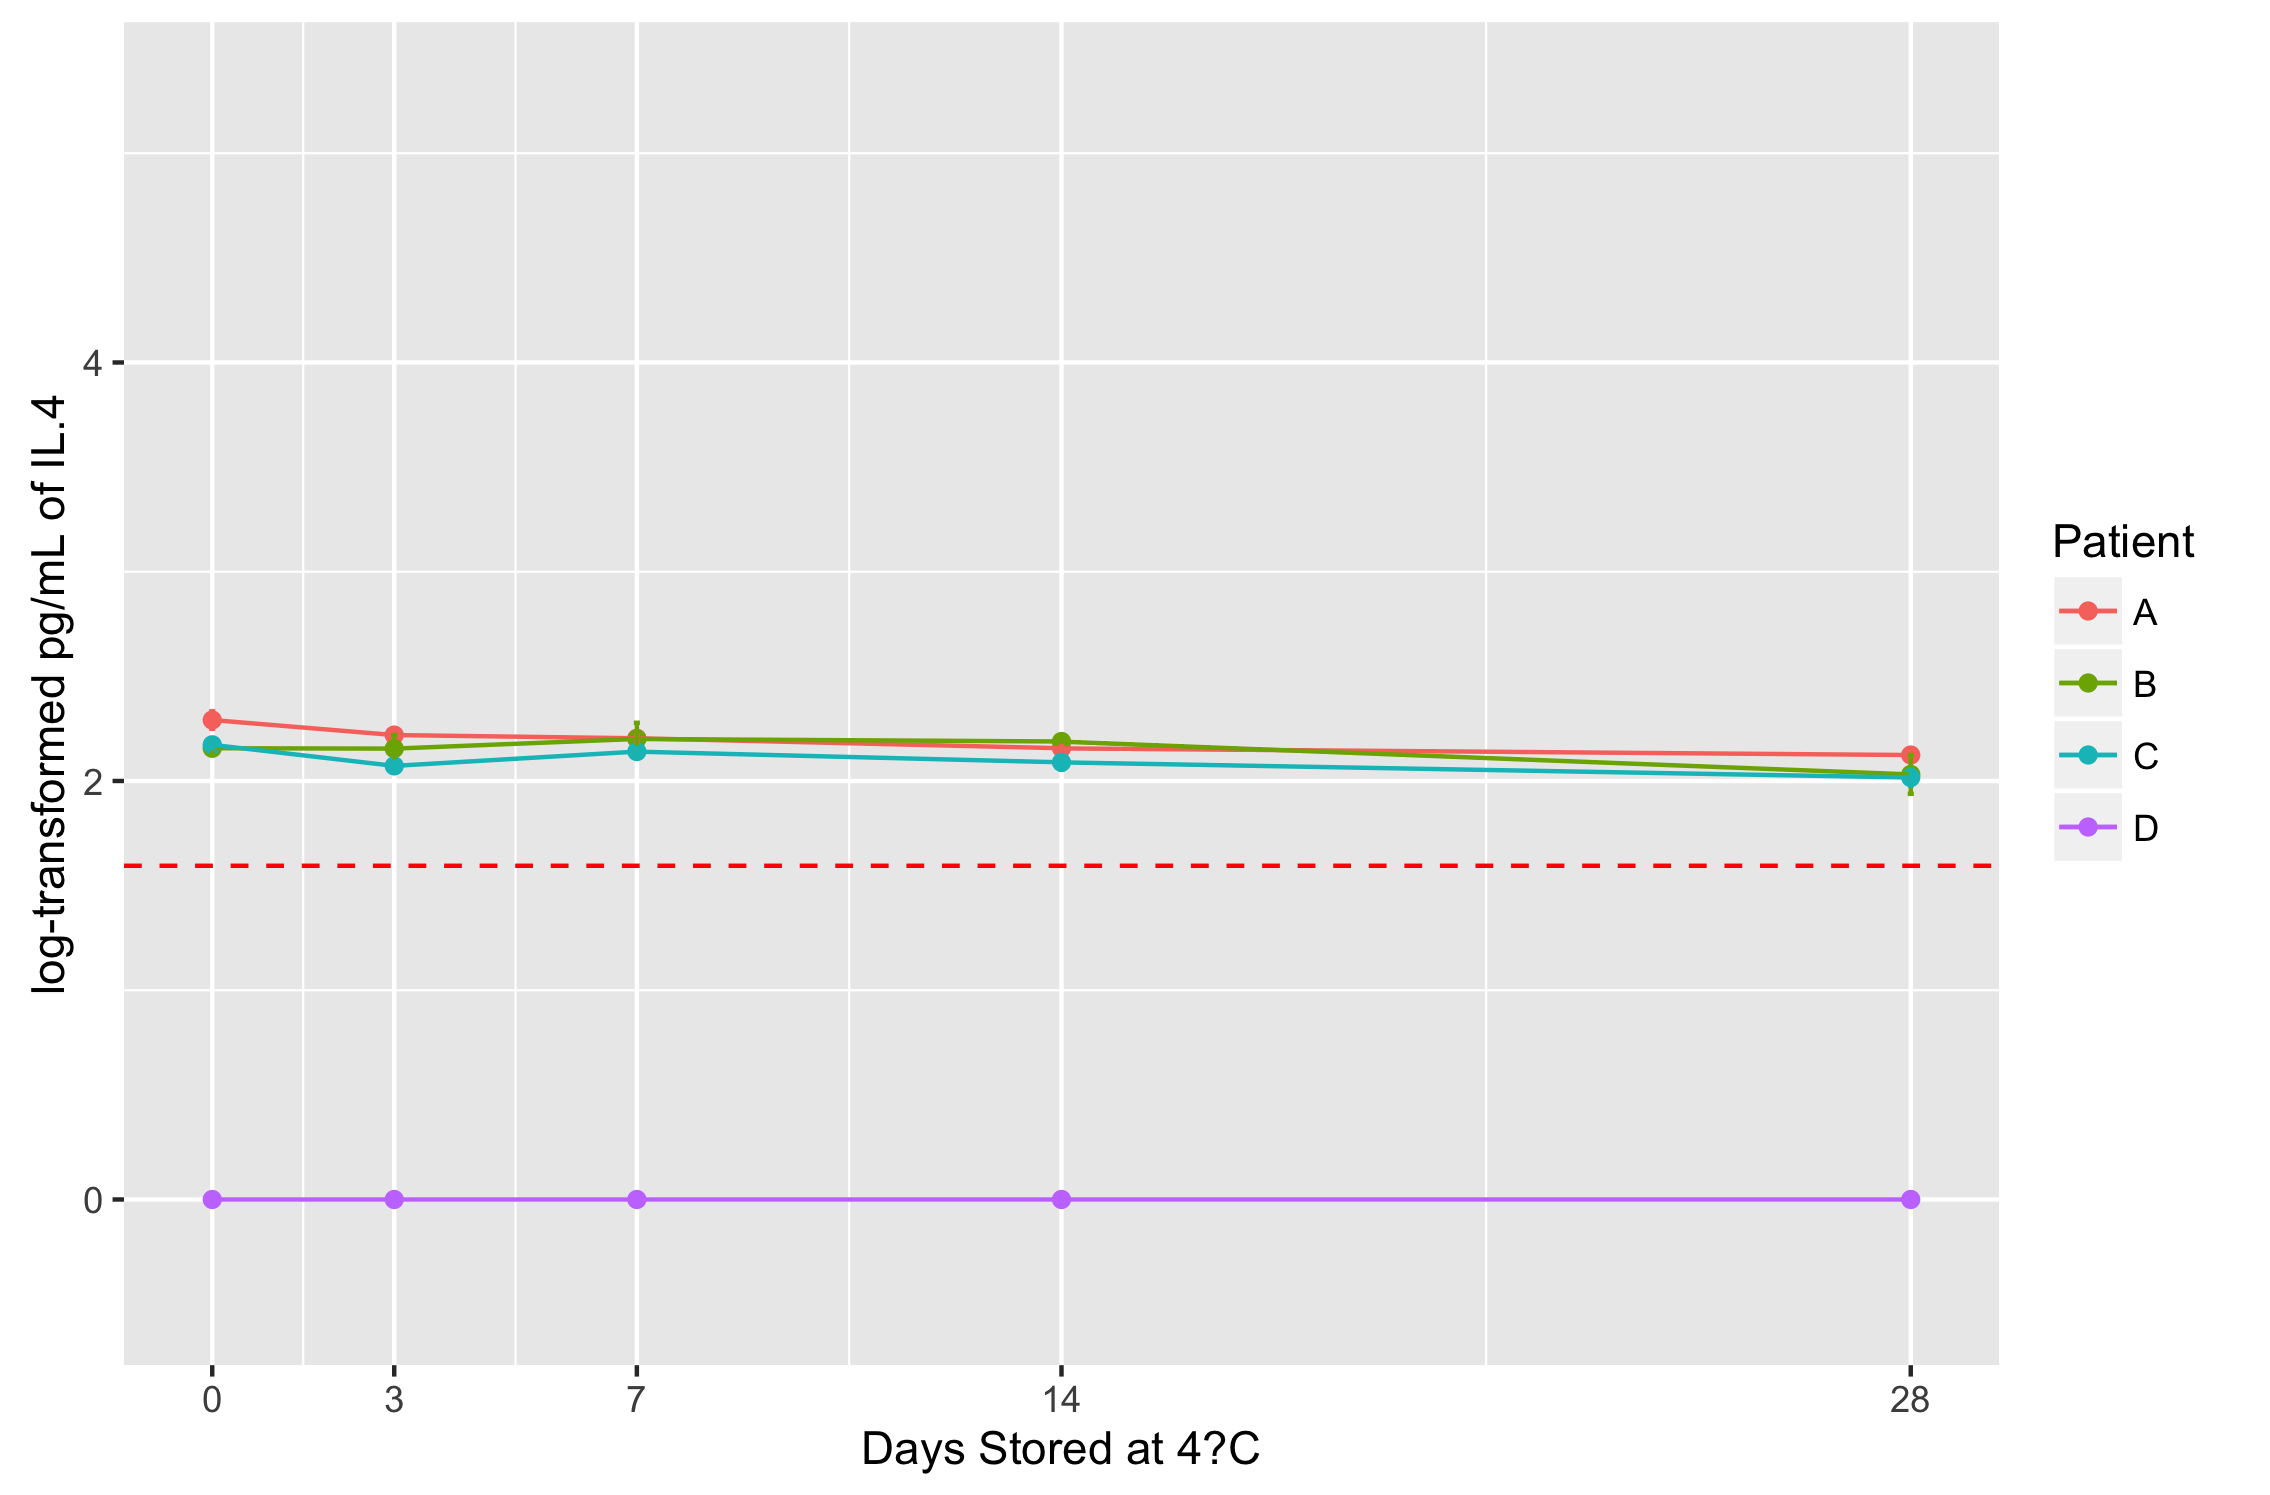 log-transformed pg/mL of IL.4
4
2
0
0 3 7 14 28
Days Stored at 4?C
Patient
A
B
C
D